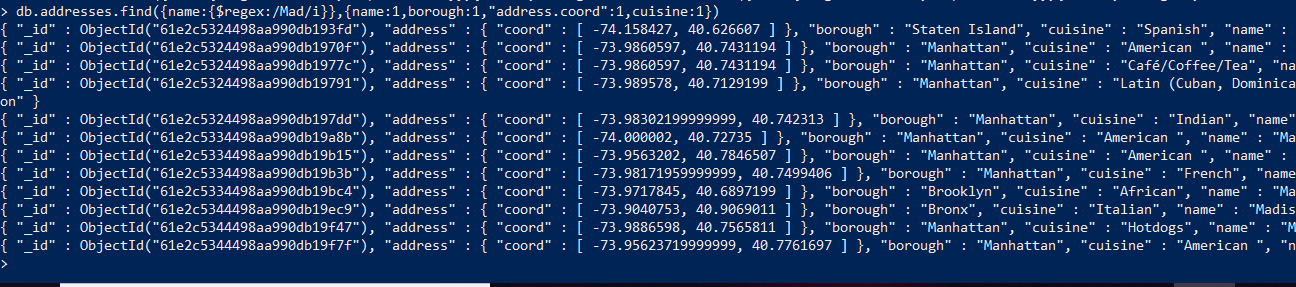 > db.addresses.find({name:{$regex:/Mad/i}},{name:1,borough:1,"address.coord":1,cuisine:1})
{ "_id" : ObjectId("61e2c5324498aa990db193fd"), "address" : { "coord" : [ -74.158427, 40.626607 ] }, "borough" : "Staten Island", "cuisine" : "Spanish", "name" :
{ "_id" : ObjectId("61e2c5324498aa990db1970f"), "address" : { "coord" : [ -73.9860597, 40.7431194 ] }, "borough" : "Manhattan", "cuisine" : "American ", "name" :
{ "_id" : ObjectId("61e2c5324498aa990db1977c"), "address" : { "coord" : [ -73.9860597, 40.7431194 ] }, "borough" : "Manhattan", "cuisine" : "Café/Coffee/Tea", "na
{ "_id" : ObjectId("61e2c5324498aa990db19791"), "address" : { "coord" : [ -73.989578, 40.7129199 ] }, "borough" : "Manhattan", "cuisine" : "Latin (Cuban, Dominica
on" }
{ "_id" : ObjectId("61e2c5324498aa990db197dd"), "address" : { "coord" : [ -73.98302199999999, 40.742313 ] }, "borough" : "Manhattan", "cuisine" : "Indian", "name"
{ "_id" : ObjectId("61e2c5334498aa990db19a8b"), "address" : { "coord" : [ -74.000002, 40.72735 ] }, "borough" : "Manhattan", "cuisine" : "American ", "name" : "Ma
{ "_id" : ObjectId("61e2c5334498aa990db19b15"), "address" : { "coord" : [ -73.9563202, 40.7846507 ] }, "borough" : "Manhattan", "cuisine" : "American ", "name" :
{ "_id" : ObjectId("61e2c5334498aa990db19b3b"), "address" : { "coord" : [ -73.98171959999999, 40.7499406 ] }, "borough" : "Manhattan", "cuisine" : "French", "name
{ "_id" : ObjectId("61e2c5334498aa990db19bc4"), "address" : { "coord" : [ -73.9717845, 40.6897199 ] }, "borough" : "Brooklyn", "cuisine" : "African", "name" : "Ma
{ "_id" : ObjectId("61e2c5344498aa990db19ec9"), "address" : { "coord" : [ -73.9040753, 40.9069011 ] }, "borough" : "Bronx", "cuisine" : "Italian", "name" : "Madis
{ "_id" : ObjectId("61e2c5344498aa990db19f47"), "address" : { "coord" : [ -73.9886598, 40.7565811 ] }, "borough" : "Manhattan", "cuisine" : "Hotdogs", "name" : "M
{ "_id" : ObjectId("61e2c5344498aa990db19f7f"), "address" : { "coord" : [ -73.95623719999999, 40.7761697 ] }, "borough" : "Manhattan", "cuisine" : "American ", "n
>